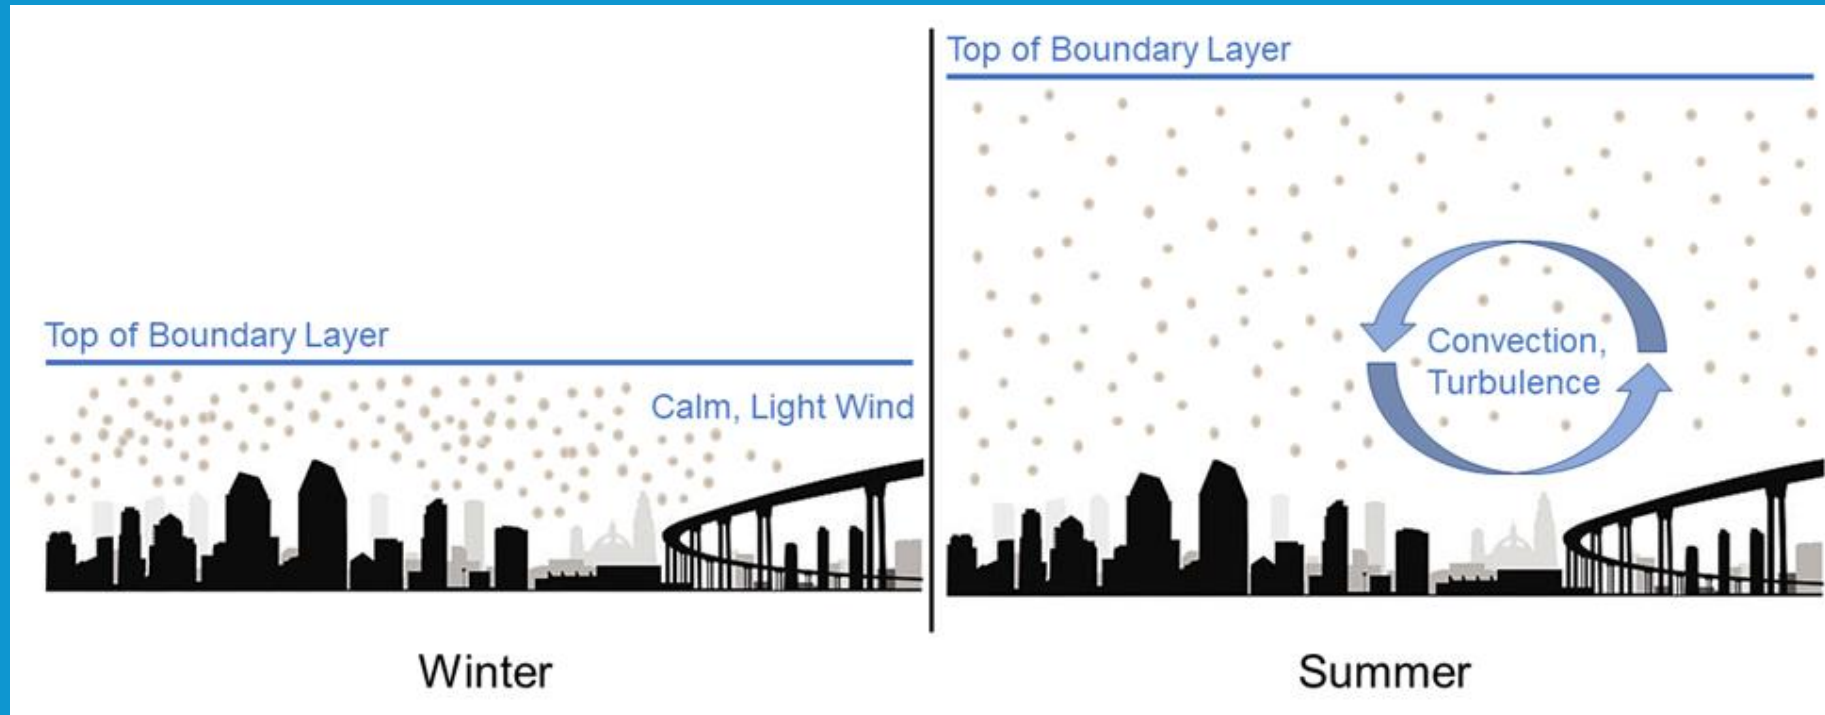 Top of Boundary Layer
Calm, Light Wind
Winter
Top of Boundary Layer
Convection,
Turbulence
Summer